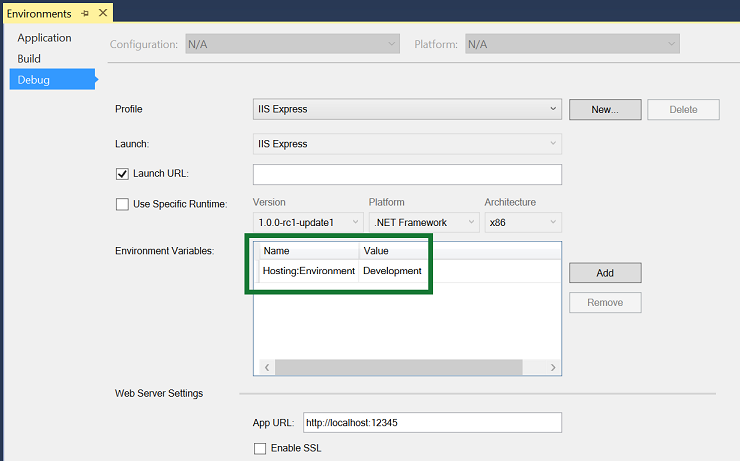 Environments
Application
Build
Debug
Configuration: N/A Platform: N/A
Profile IIS Express New... Delete
Launch: IIS Express
Launch URL:
Use Specific Runtime: Version Platform Architecture
1.0.0-rc1-update1 .NET Framework x86
Environment Variables: Name Value
Hosting:Environment Development Add
Remove
Web Server Settings
App URL: http://localhost:12345
Enable SSL